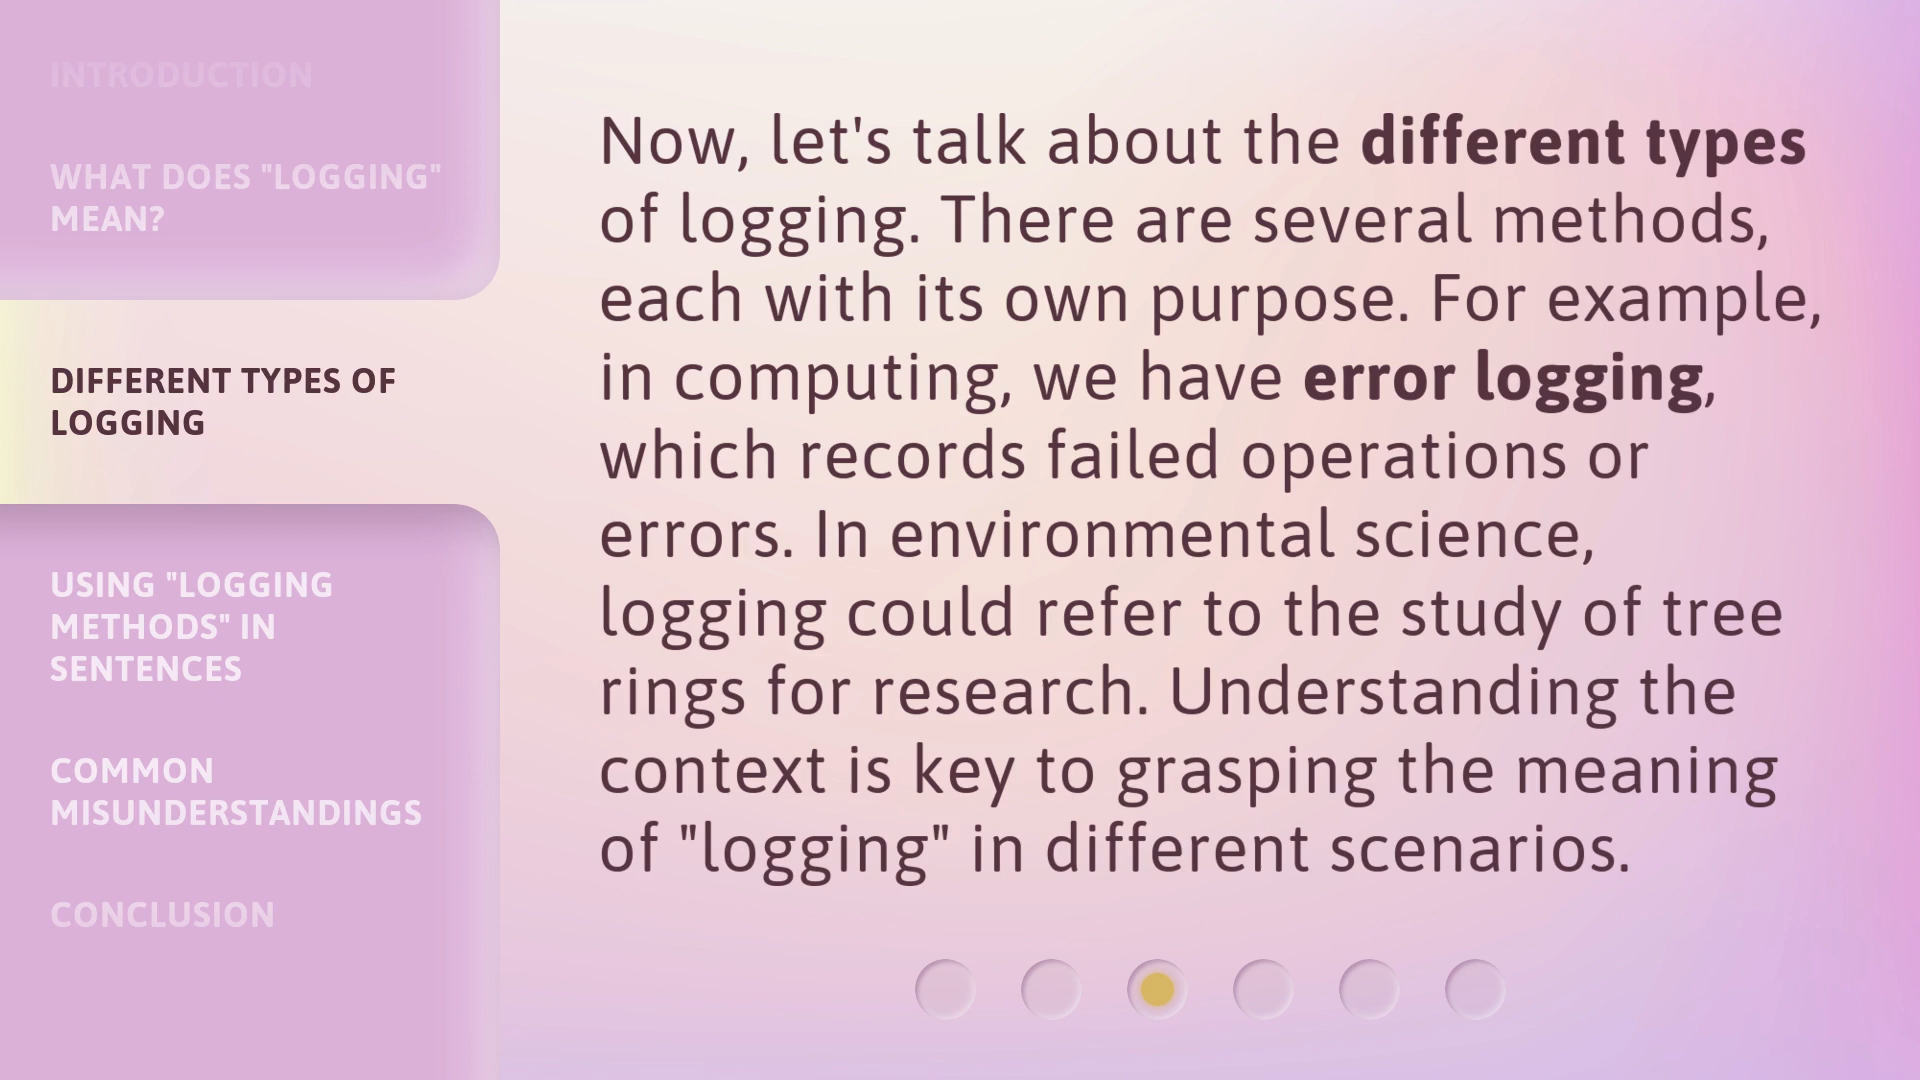 INTRODUCTION
WHAT DOES "LOGGING"
MEAN?
DIFFERENT TYPES OF
LOGGING
USING "LOGGING
METHODS" IN
SENTENCES
COMMON
MISUNDERSTANDINGS
CONCLUSION
Now, let's talk about the different types
of logging. There are several methods,
each with its own purpose. For example,
in computing, we have error logging,
which records failed operations or
errors. In environmental science,
logging could refer to the study of tree
rings for research. Understanding the
context is key to grasping the meaning
of "logging" in different scenarios.